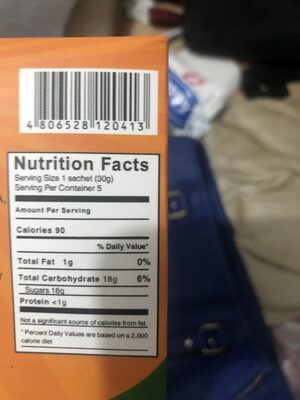 4 806528 120413
Nutrition Facts
Serving Size 1 sachet (30g)
Serving Per Container 5
Amount Per Serving
Calories 90
% Daily Value*
Total Fat 1g 0%
Total Carbohydrate 18g 6%
Sugars 18g
Protein <1g
Not a significant source of calories from fat.
* Percent Daily Values are based on a 2,000
calorie diet